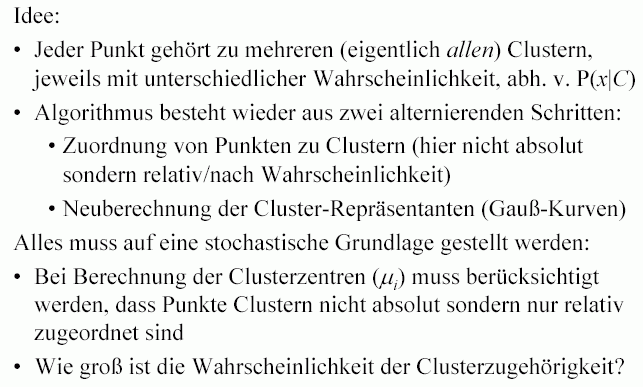 Idee:
• Jeder Punkt gehört zu mehreren (eigentlich allen) Clustern,
jeweils mit unterschiedlicher Wahrscheinlichkeit, abh. v. P(x|C)
• Algorithmus besteht wieder aus zwei alternierenden Schritten:
• Zuordnung von Punkten zu Clustern (hier nicht absolut
sondern relativ/nach Wahrscheinlichkeit)
• Neuberechnung der Cluster-Repräsentanten (Gauß-Kurven)
Alles muss auf eine stochastische Grundlage gestellt werden:
• Bei Berechnung der Clusterzentren (μi) muss berücksichtigt
werden, dass Punkte Clustern nicht absolut sondern nur relativ
zugeordnet sind
• Wie groß ist die Wahrscheinlichkeit der Clusterzugehörigkeit?